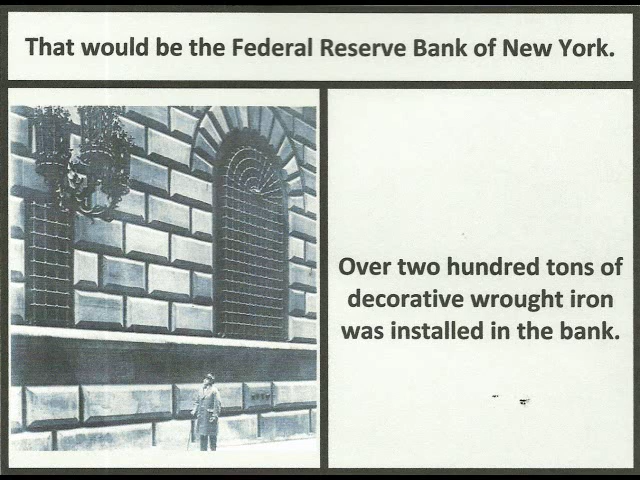 That would be the Federal Reserve Bank of New York.
Over two hundred tons of
decorative wrought iron
was installed in the bank.